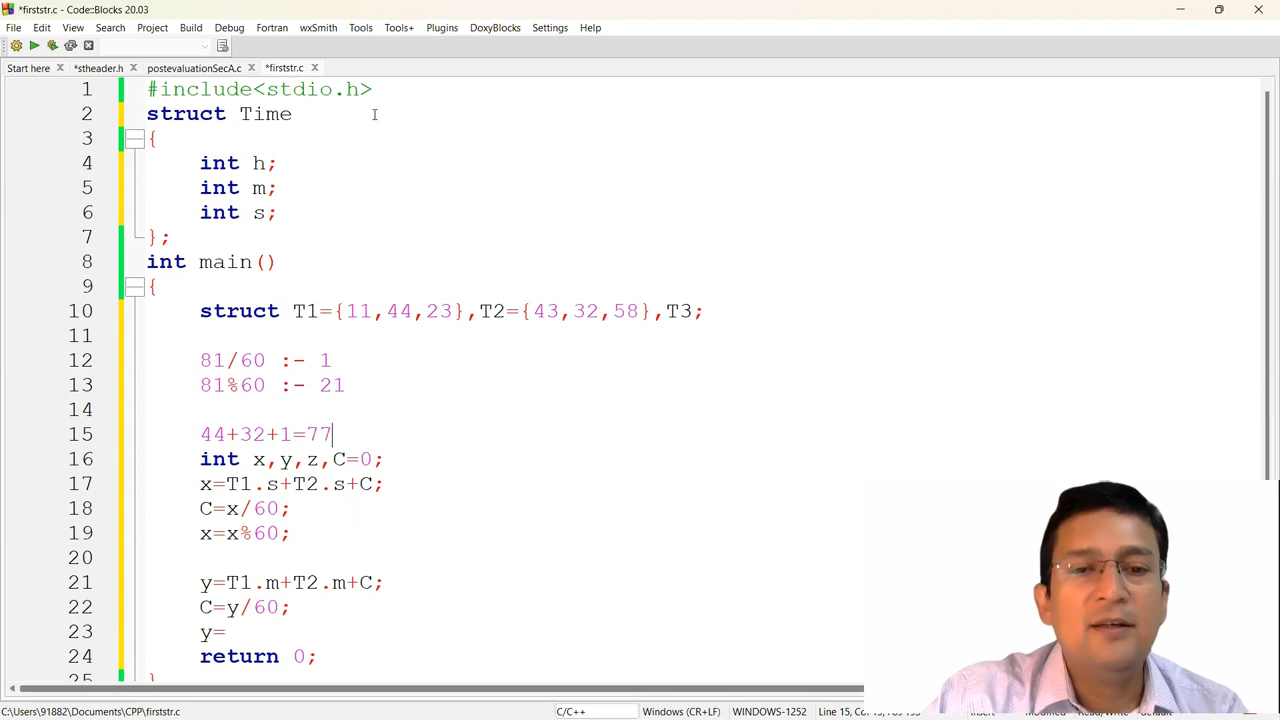 *firststr.c - Code::Blocks 20.03
File Edit View Search Project Build Debug Fortran wxSmith Tools Tools+ Plugins DoxyBlocks Settings Help
Start here *stheader.h postevaluationSecA.c *firststr.c
1 #include<stdio.h>
2 struct Time
3 {
4 int h;
5 int m;
6 int s;
7 };
8 int main()
9 {
10 struct T1={11,44,23},T2={43,32,58},T3;
11
12 81/60 :- 1
13 81%60 :- 21
14
15 44+32+1=77
16 int x,y,z,C=0;
17 x=T1.s+T2.s+C;
18 C=x/60;
19 x=x%60;
20
21 y=T1.m+T2.m+C;
22 C=y/60;
23 y=
24 return 0;
25 }
C:\Users\91882\Documents\CPP\firststr.c C/C++ Windows (CR+LF) WINDOWS-1252